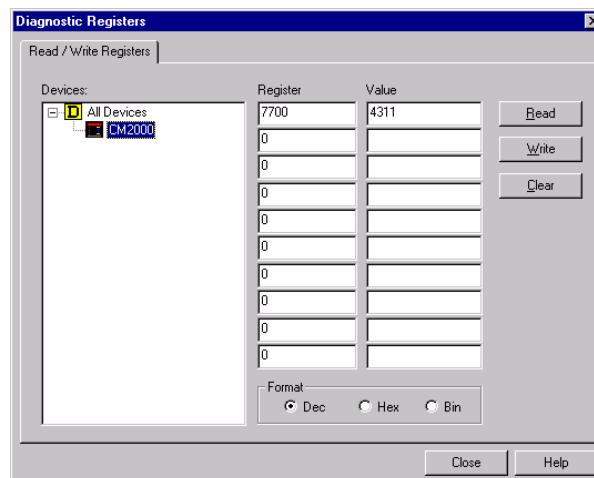 Diagnostic Registers
Read / Write Registers
Devices:
All Devices
CM2000
Register Value
7700 4311
0
0
0
0
0
0
0
0
0
Read
Write
Clear
Format
Dec Hex Bin
Close Help